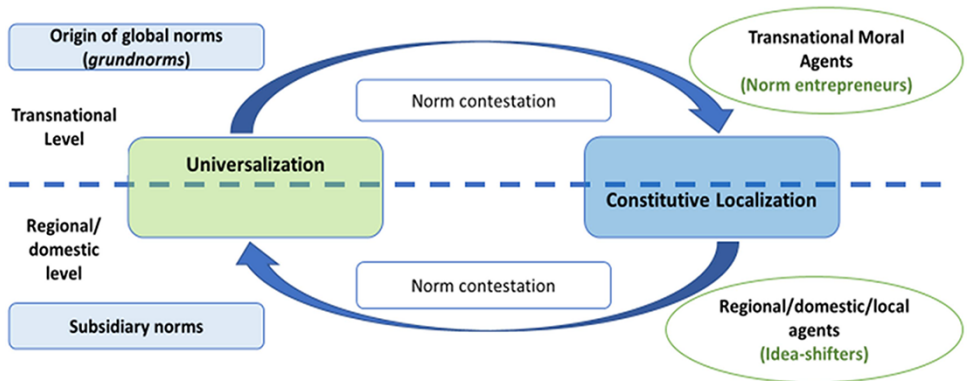 Origin of global norms
(grundnorms)
Transnational Moral
Agents
(Norm entrepreneurs)
Norm contestation
Transnational
Level
Universalization
Constitutive Localization
Regional/
domestic
level
Norm contestation
Subsidiary norms
Regional/domestic/local
agents
(Idea-shifters)